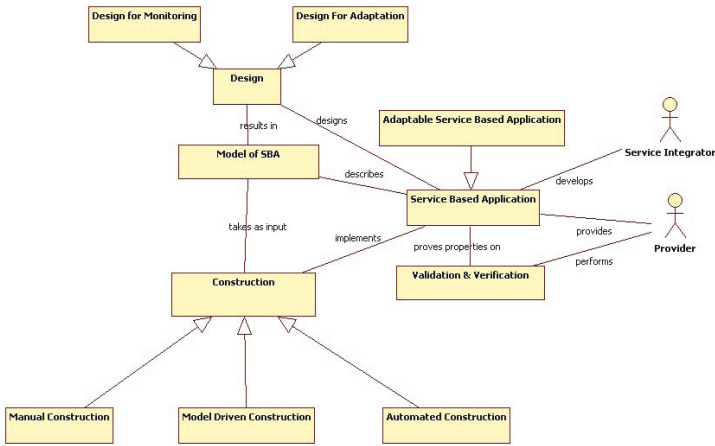 Design for Monitoring
Design For Adaptation
Design
results in
designs
Adaptable Service Based Application
Model of SBA
Service Integrator
describes
develops
Service Based Application
takes as input
implements
proves properties on
provides
Provider
performs
Construction
Validation & Verification
Manual Construction
Model Driven Construction
Automated Construction